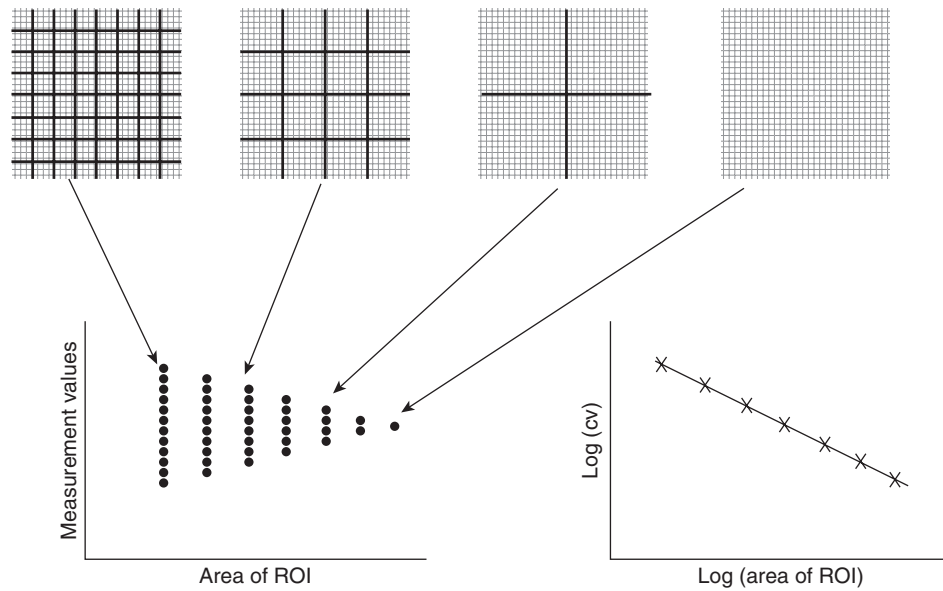 Measurement values
Area of ROI
Log (cv)
Log (area of ROI)